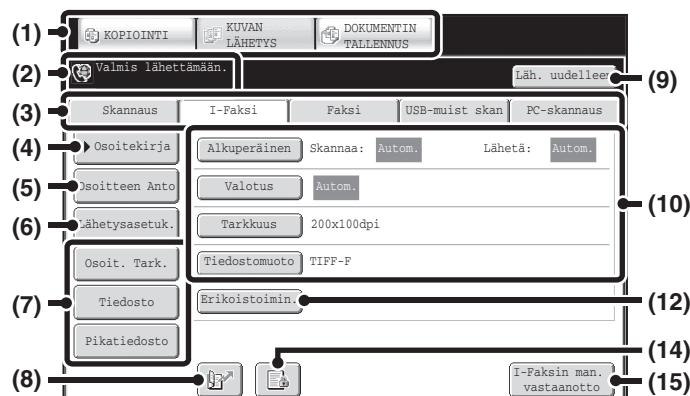 (1) KOPIOINTI KUVAN LÄHETYS DOKUMENTIN TALLENNUS
(2) Valmis lähettämään. Läh. uudelleen (9)
(3) Skannaus I-Faksi Faksi USB-muist skan PC-skannaus
(4) Osoitekirja Alkuperäinen Skannaa: Autom. Lähetä: Autom.
(5) Osoitteen Anto Valotus Autom. (10)
(6) Lähetysasetuk. Tarkkuus 200x100dpi
Osoit. Tark. Tiedostomuoto TIFF-F
(7) Tiedosto Erikoistoimin. (12)
Pikatiedosto
(14)
(8) I-Faksin man. vastaanotto (15)